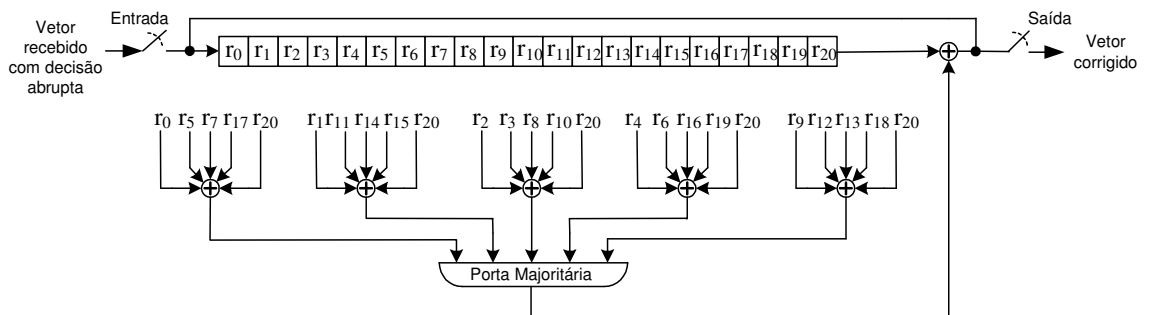 Entrada
Saída
Vetor
recebido
com decisão
abrupta
r0 r1 r2 r3 r4 r5 r6 r7 r8 r9 r10 r11 r12 r13 r14 r15 r16 r17 r18 r19 r20
Vetor
corrigido
r0 r5 r7 r17 r20 r1 r11 r14 r15 r20 r2 r3 r8 r10 r20 r4 r6 r16 r19 r20 r9 r12 r13 r18 r20
Porta Majoritária